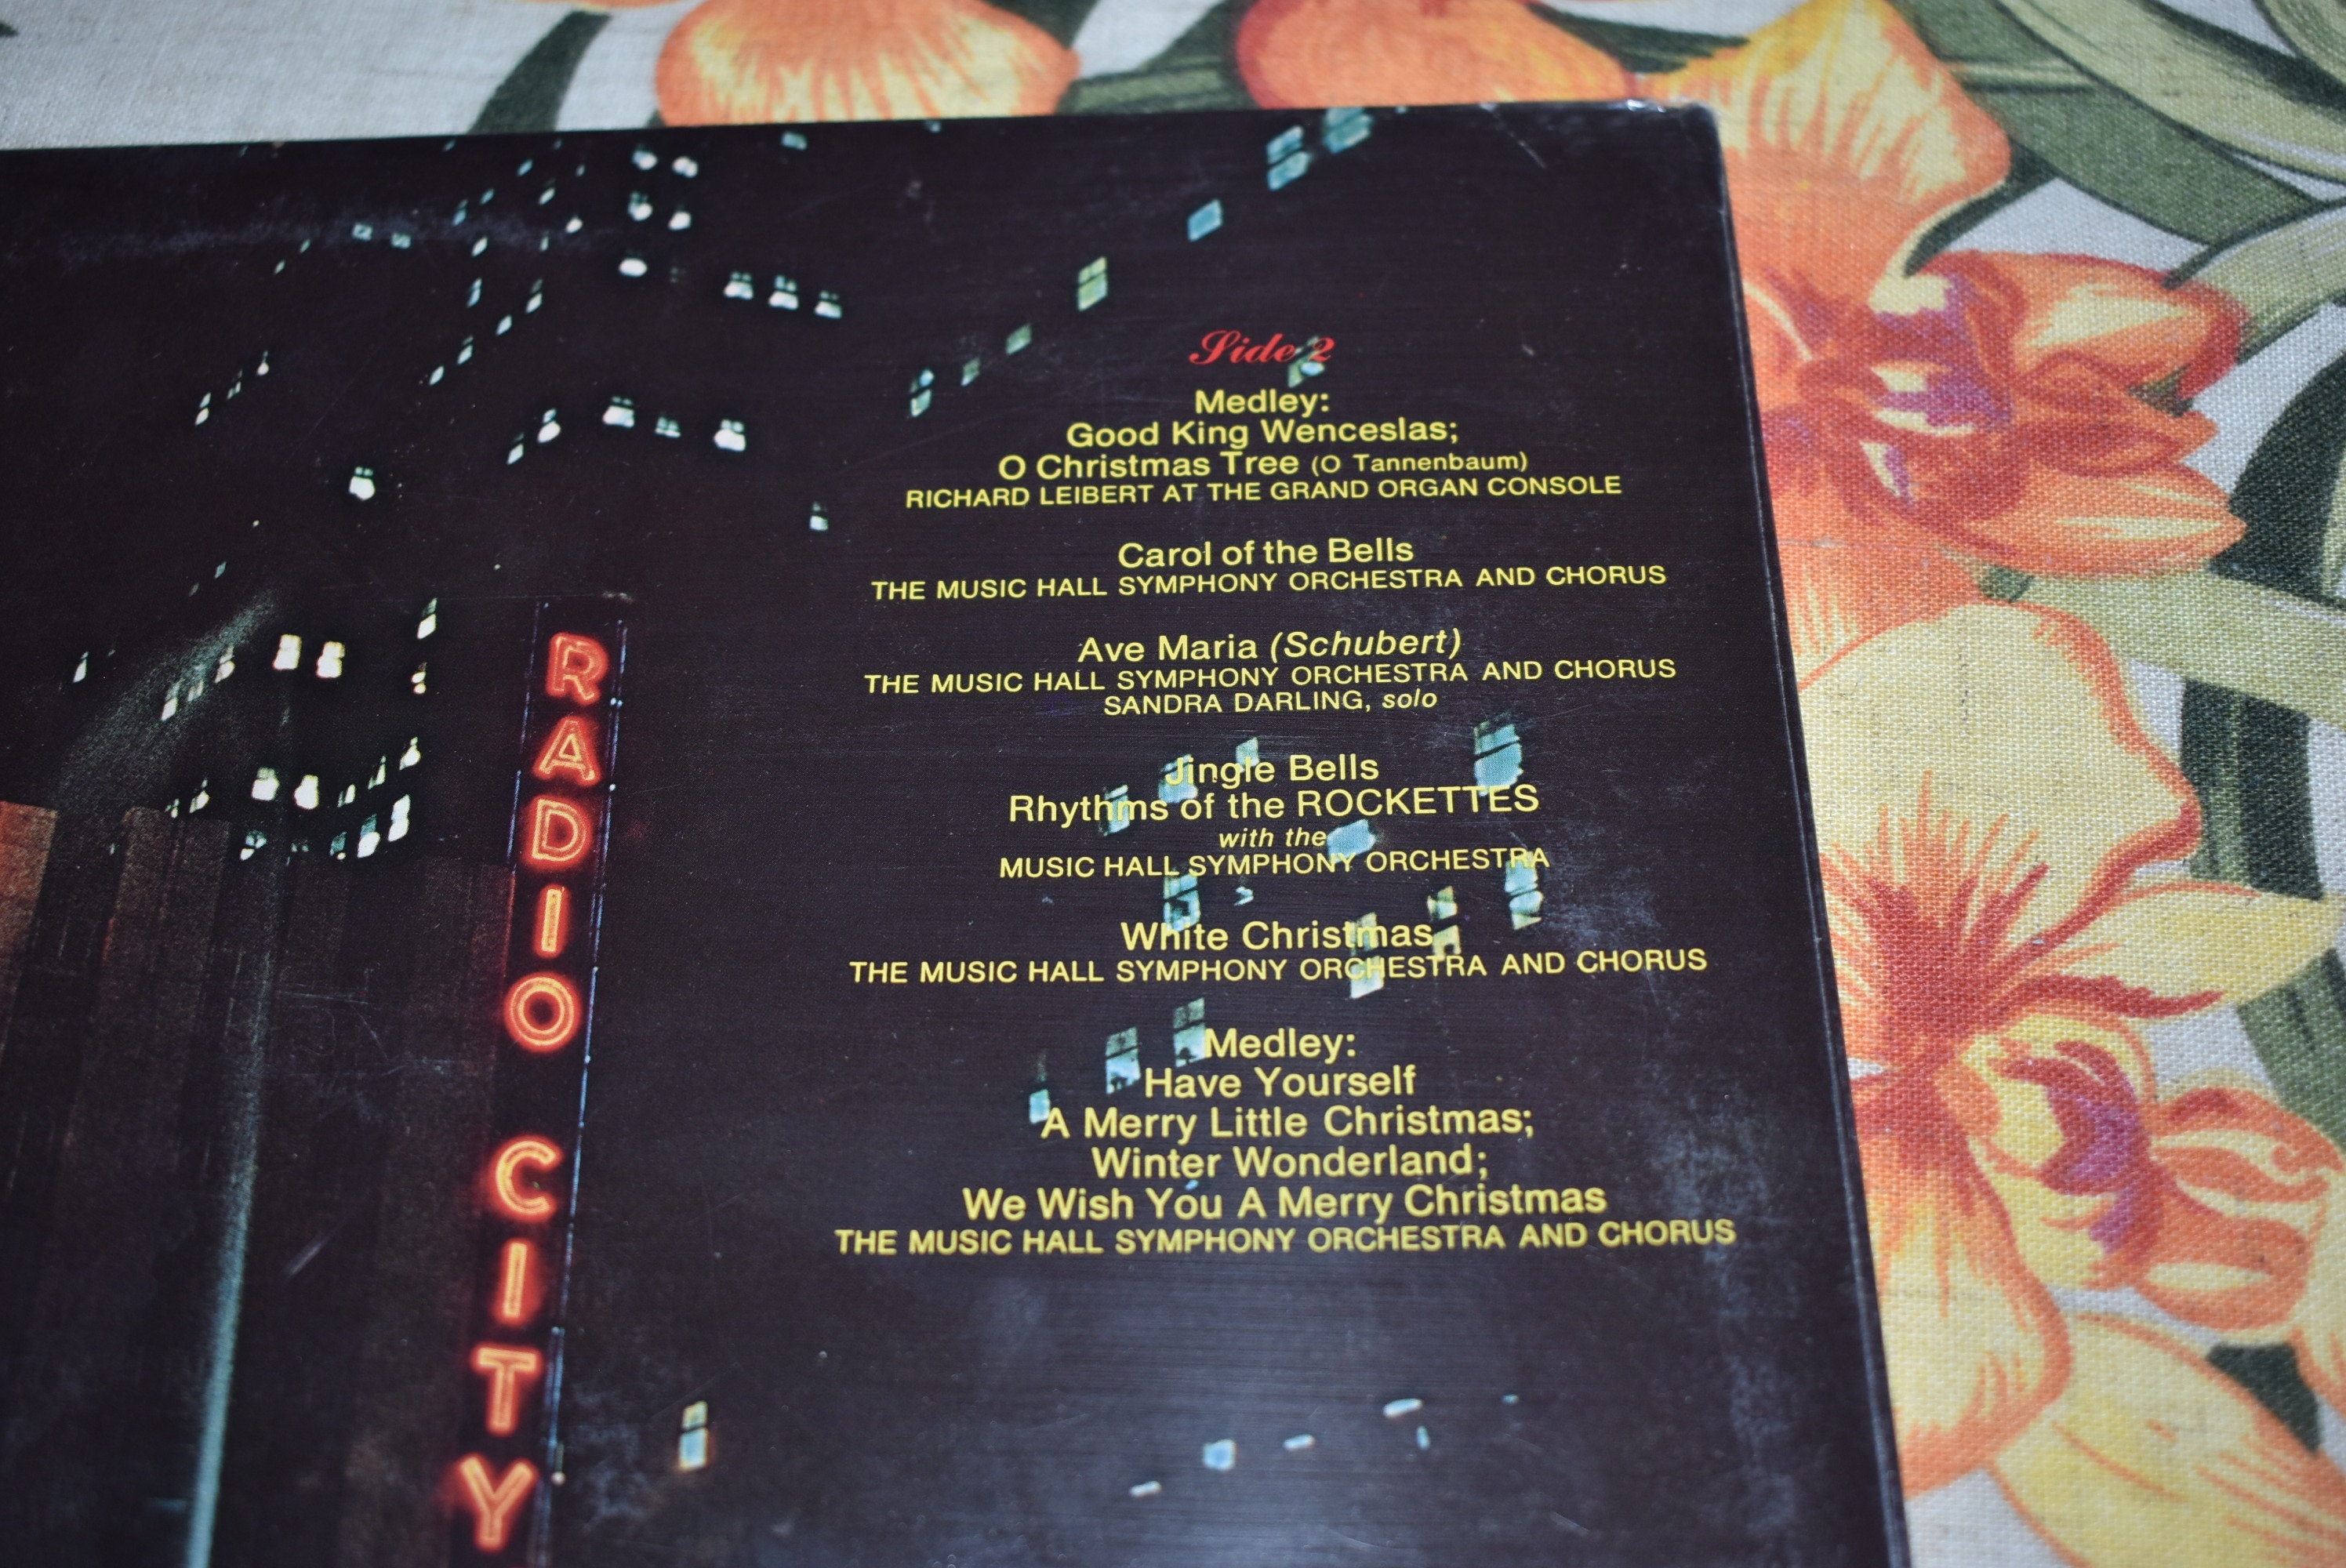 Side 2
Medley:
Good King Wenceslas;
O Christmas Tree (O Tannenbaum)
RICHARD LEIBERT AT THE GRAND ORGAN CONSOLE
Carol of the Bells
THE MUSIC HALL SYMPHONY ORCHESTRA AND CHORUS
Ave Maria (Schubert)
THE MUSIC HALL SYMPHONY ORCHESTRA AND CHORUS
SANDRA DARLING, solo
Jingle Bells
Rhythms of the ROCKETTES
with the
MUSIC HALL SYMPHONY ORCHESTRA
White Christmas
THE MUSIC HALL SYMPHONY ORCHESTRA AND CHORUS
Medley:
Have Yourself
A Merry Little Christmas;
Winter Wonderland;
We Wish You A Merry Christmas
THE MUSIC HALL SYMPHONY ORCHESTRA AND CHORUS
RADIO CITY